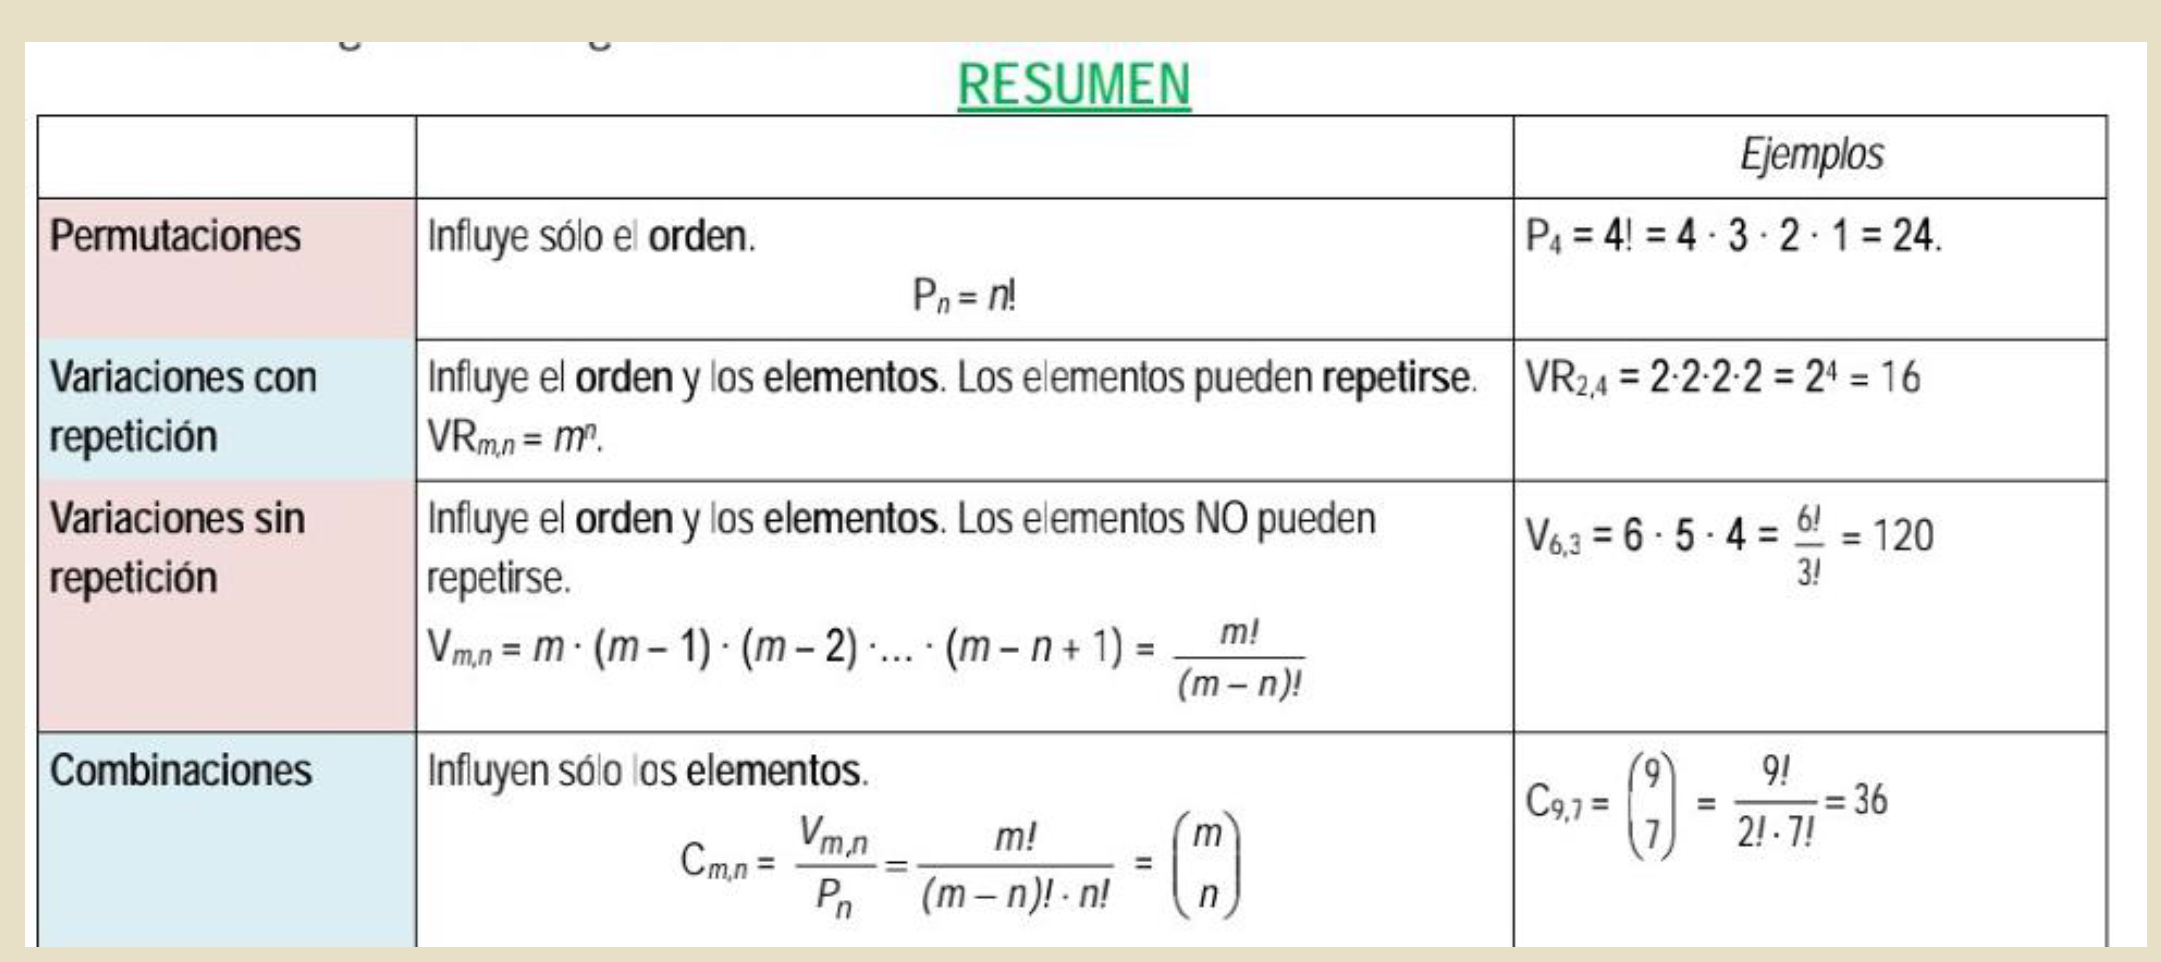 RESUMEN
Ejemplos
Permutaciones
Influye sólo el orden.
Pₙ = n!
P₄ = 4! = 4 · 3 · 2 · 1 = 24.
Variaciones con
repetición
Influye el orden y los elementos. Los elementos pueden repetirse.
VRₘ,ₙ = mⁿ.
VR₂,₄ = 2·2·2·2 = 2⁴ = 16
Variaciones sin
repetición
Influye el orden y los elementos. Los elementos NO pueden
repetirse.
Vₘ,ₙ = m · (m – 1) · (m – 2) ·... · (m – n + 1) = m! / (m – n)!
V₆,₃ = 6 · 5 · 4 = 6! / 3! = 120
Combinaciones
Influyen sólo los elementos.
Cₘ,ₙ = Vₘ,ₙ / Pₙ = m! / (m – n)! · n! = (m n)
C₉,₇ = (9 7) = 9! / 2! · 7! = 36